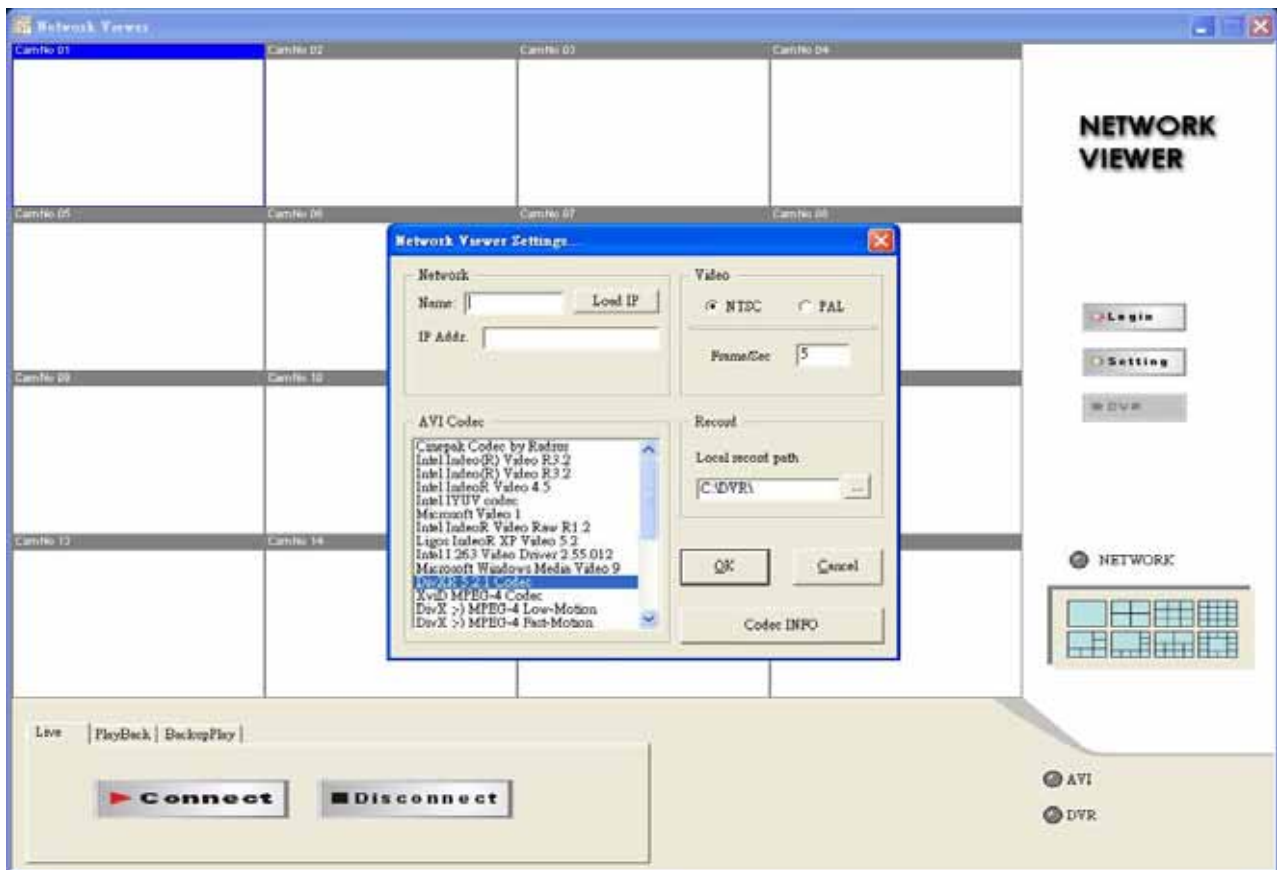 Network Viewer
CamNo 01
CamNo 02
CamNo 03
CamNo 04
NETWORK
VIEWER
CamNo 05
CamNo 06
CamNo 07
CamNo 08
Network Viewer Settings...
Network
Name:
Load IP
IP Addr.
Video
NTSC
PAL
Frame/Sec
5
Login
Setting
DVR
CamNo 09
CamNo 10
AVI Codec
Cinepak Codec by Radius
Intel Indeo(R) Video R3.2
Intel Indeo(R) Video R3.2
Intel IndeoR Video 4.5
Intel IYUV codec
Microsoft Video 1
Intel IndeoR Video Raw R1.2
Ligos IndeoR XP Video 5.2
Intel I.263 Video Driver 2.55.012
Microsoft Windows Media Video 9
DivXR 5.2.1 Codec
XviD MPEG-4 Codec
DivX ;-) MPEG-4 Low-Motion
DivX ;-) MPEG-4 Fast-Motion
Record
Local record path
C:\DVR\
...
OK
Cancel
Codec INFO
CamNo 13
CamNo 14
NETWORK
Live
PlayBack
BackupPlay
Connect
Disconnect
AVI
DVR